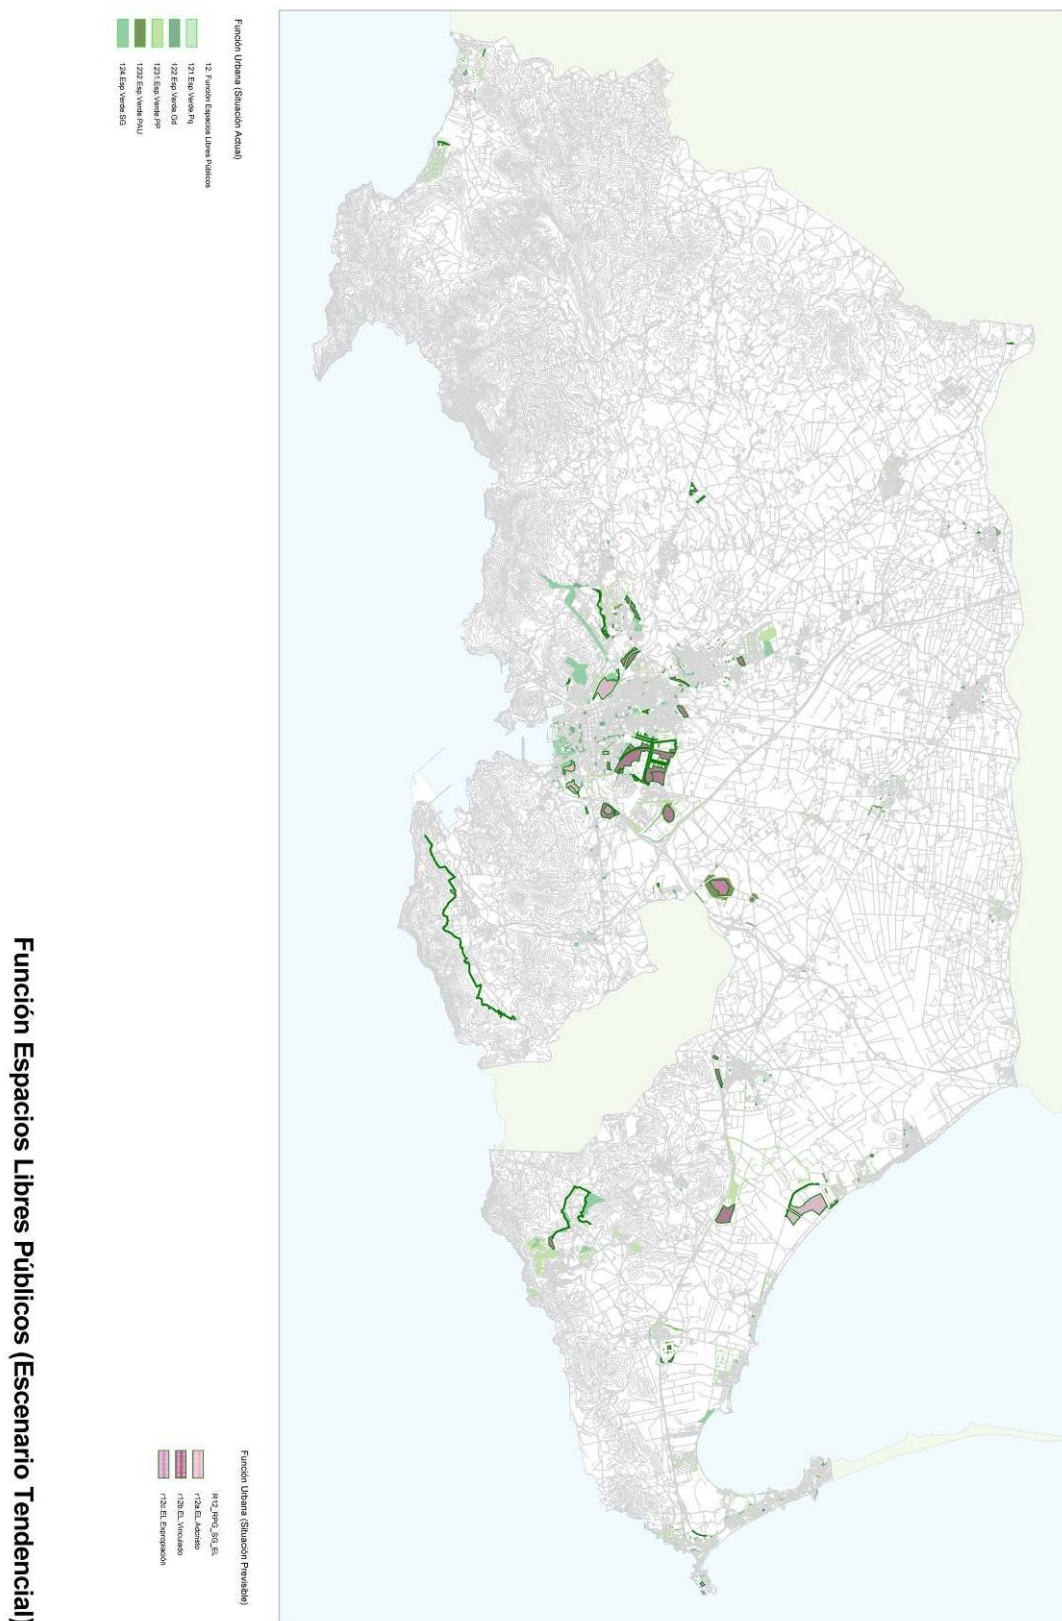 Función Urbana (Situación Actual)
12. Función Espacios Libres Públicos
121.Esp.Verde.Pq
122.Esp.Verde.Gd
1231.Esp.Verde.PP
1232.Esp.Verde.PAU
124.Esp.Verde.SG
Función Urbana (Situación Previsible)
R12_RPG_SG_EL
r12a.EL.Adcristo
r12b.EL.Vinculado
r12c.EL.Expropiación
Función Espacios Libres Públicos (Escenario Tendencial)